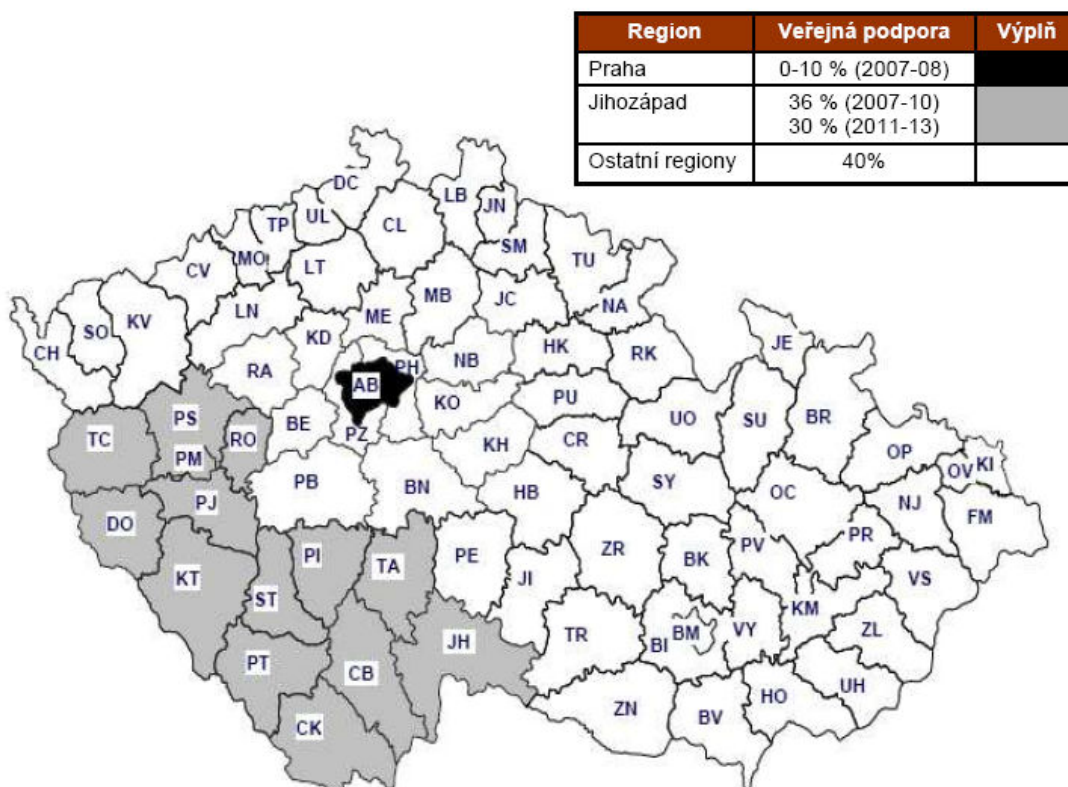 Region Veřejná podpora Výplň
Praha 0-10 % (2007-08)
Jihozápad 36 % (2007-10)
30 % (2011-13)
Ostatní regiony 40%
DC
LB
JN
UL
TP
CL
SM
MO
LT
TU
CV
MB
JC
NA
LN
ME
SO
KV
KD
CH
NB
HK
RK
JE
RA
PH
AB
KO
PU
PS
BE
UO
SU
BR
TC
RO
PZ
KH
CR
PM
OP
OV
KI
PB
BN
HB
SY
OC
PJ
NJ
FM
DO
PE
ZR
PV
PR
KT
PI
TA
JI
BK
VS
ST
KM
TR
BI
BM
VY
ZL
PT
CB
JH
CK
ZN
BV
HO
UH